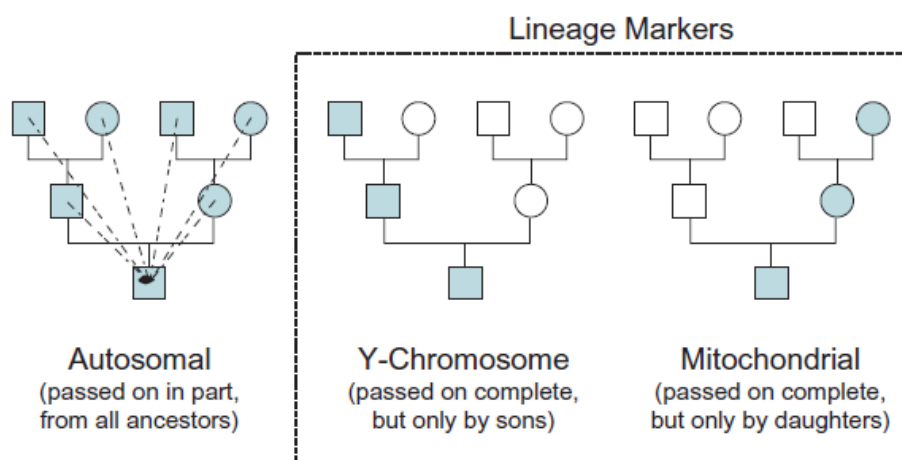 Lineage Markers
Autosomal
(passed on in part,
from all ancestors)
Y-Chromosome
(passed on complete,
but only by sons)
Mitochondrial
(passed on complete,
but only by daughters)